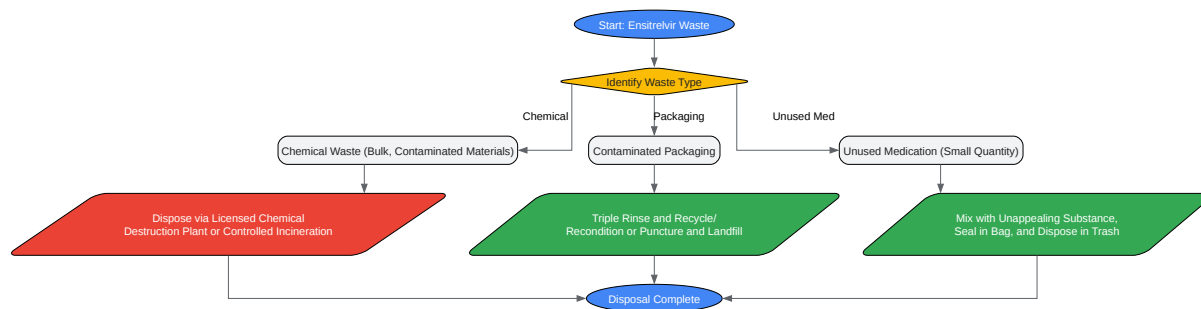 Start: Ensitrelvir Waste
Identify Waste Type
Chemical
Packaging
Unused Med
Chemical Waste (Bulk, Contaminated Materials)
Contaminated Packaging
Unused Medication (Small Quantity)
Dispose via Licensed Chemical
Destruction Plant or Controlled Incineration
Triple Rinse and Recycle/
Recondition or Puncture and Landfill
Mix with Unappealing Substance,
Seal in Bag, and Dispose in Trash
Disposal Complete